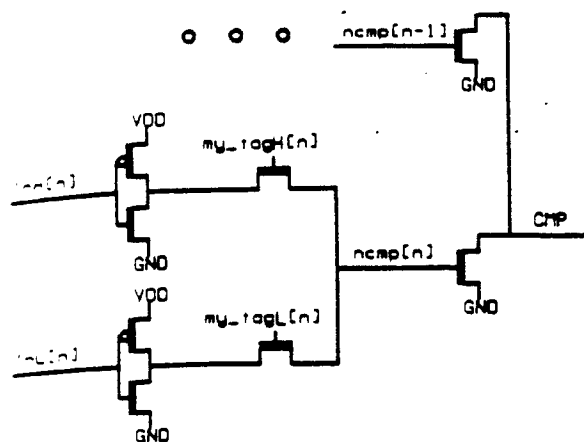 ncmp[n-1]
GND
VDD
my_tagH[n]
GND
ncmp[n]
CMP
GND
VDD
my_tagL[n]
GND